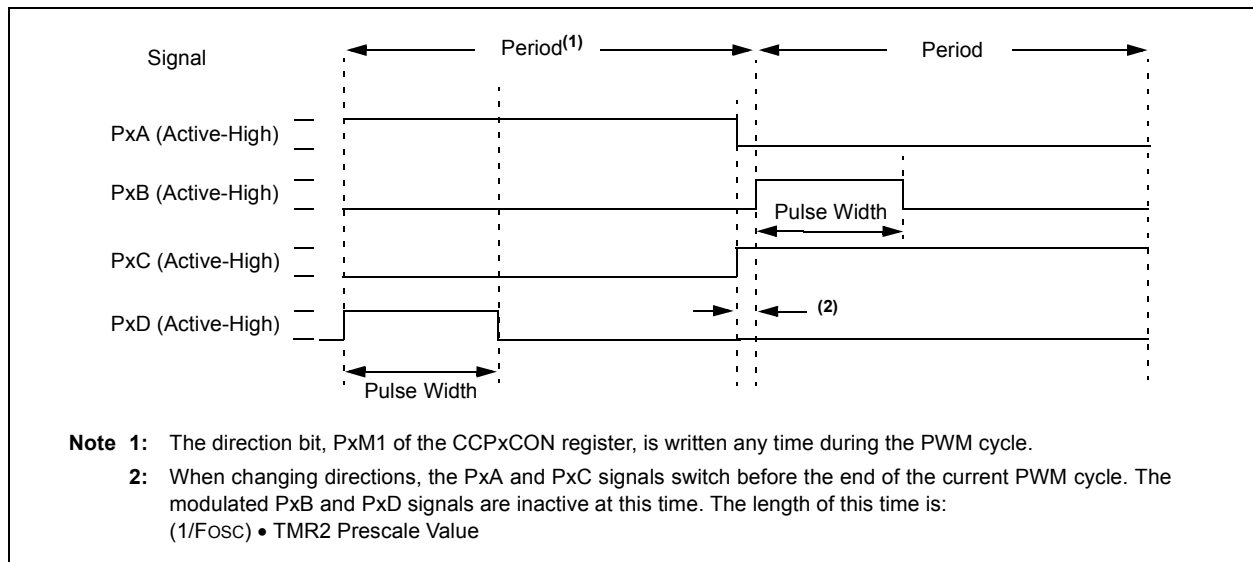 Signal
Period(1)
Period
PxA (Active-High)
PxB (Active-High)
Pulse Width
PxC (Active-High)
(2)
PxD (Active-High)
Pulse Width
Note 1: The direction bit, PxM1 of the CCPxCON register, is written any time during the PWM cycle.
2: When changing directions, the PxA and PxC signals switch before the end of the current PWM cycle. The
modulated PxB and PxD signals are inactive at this time. The length of this time is:
(1/FOSC) • TMR2 Prescale Value